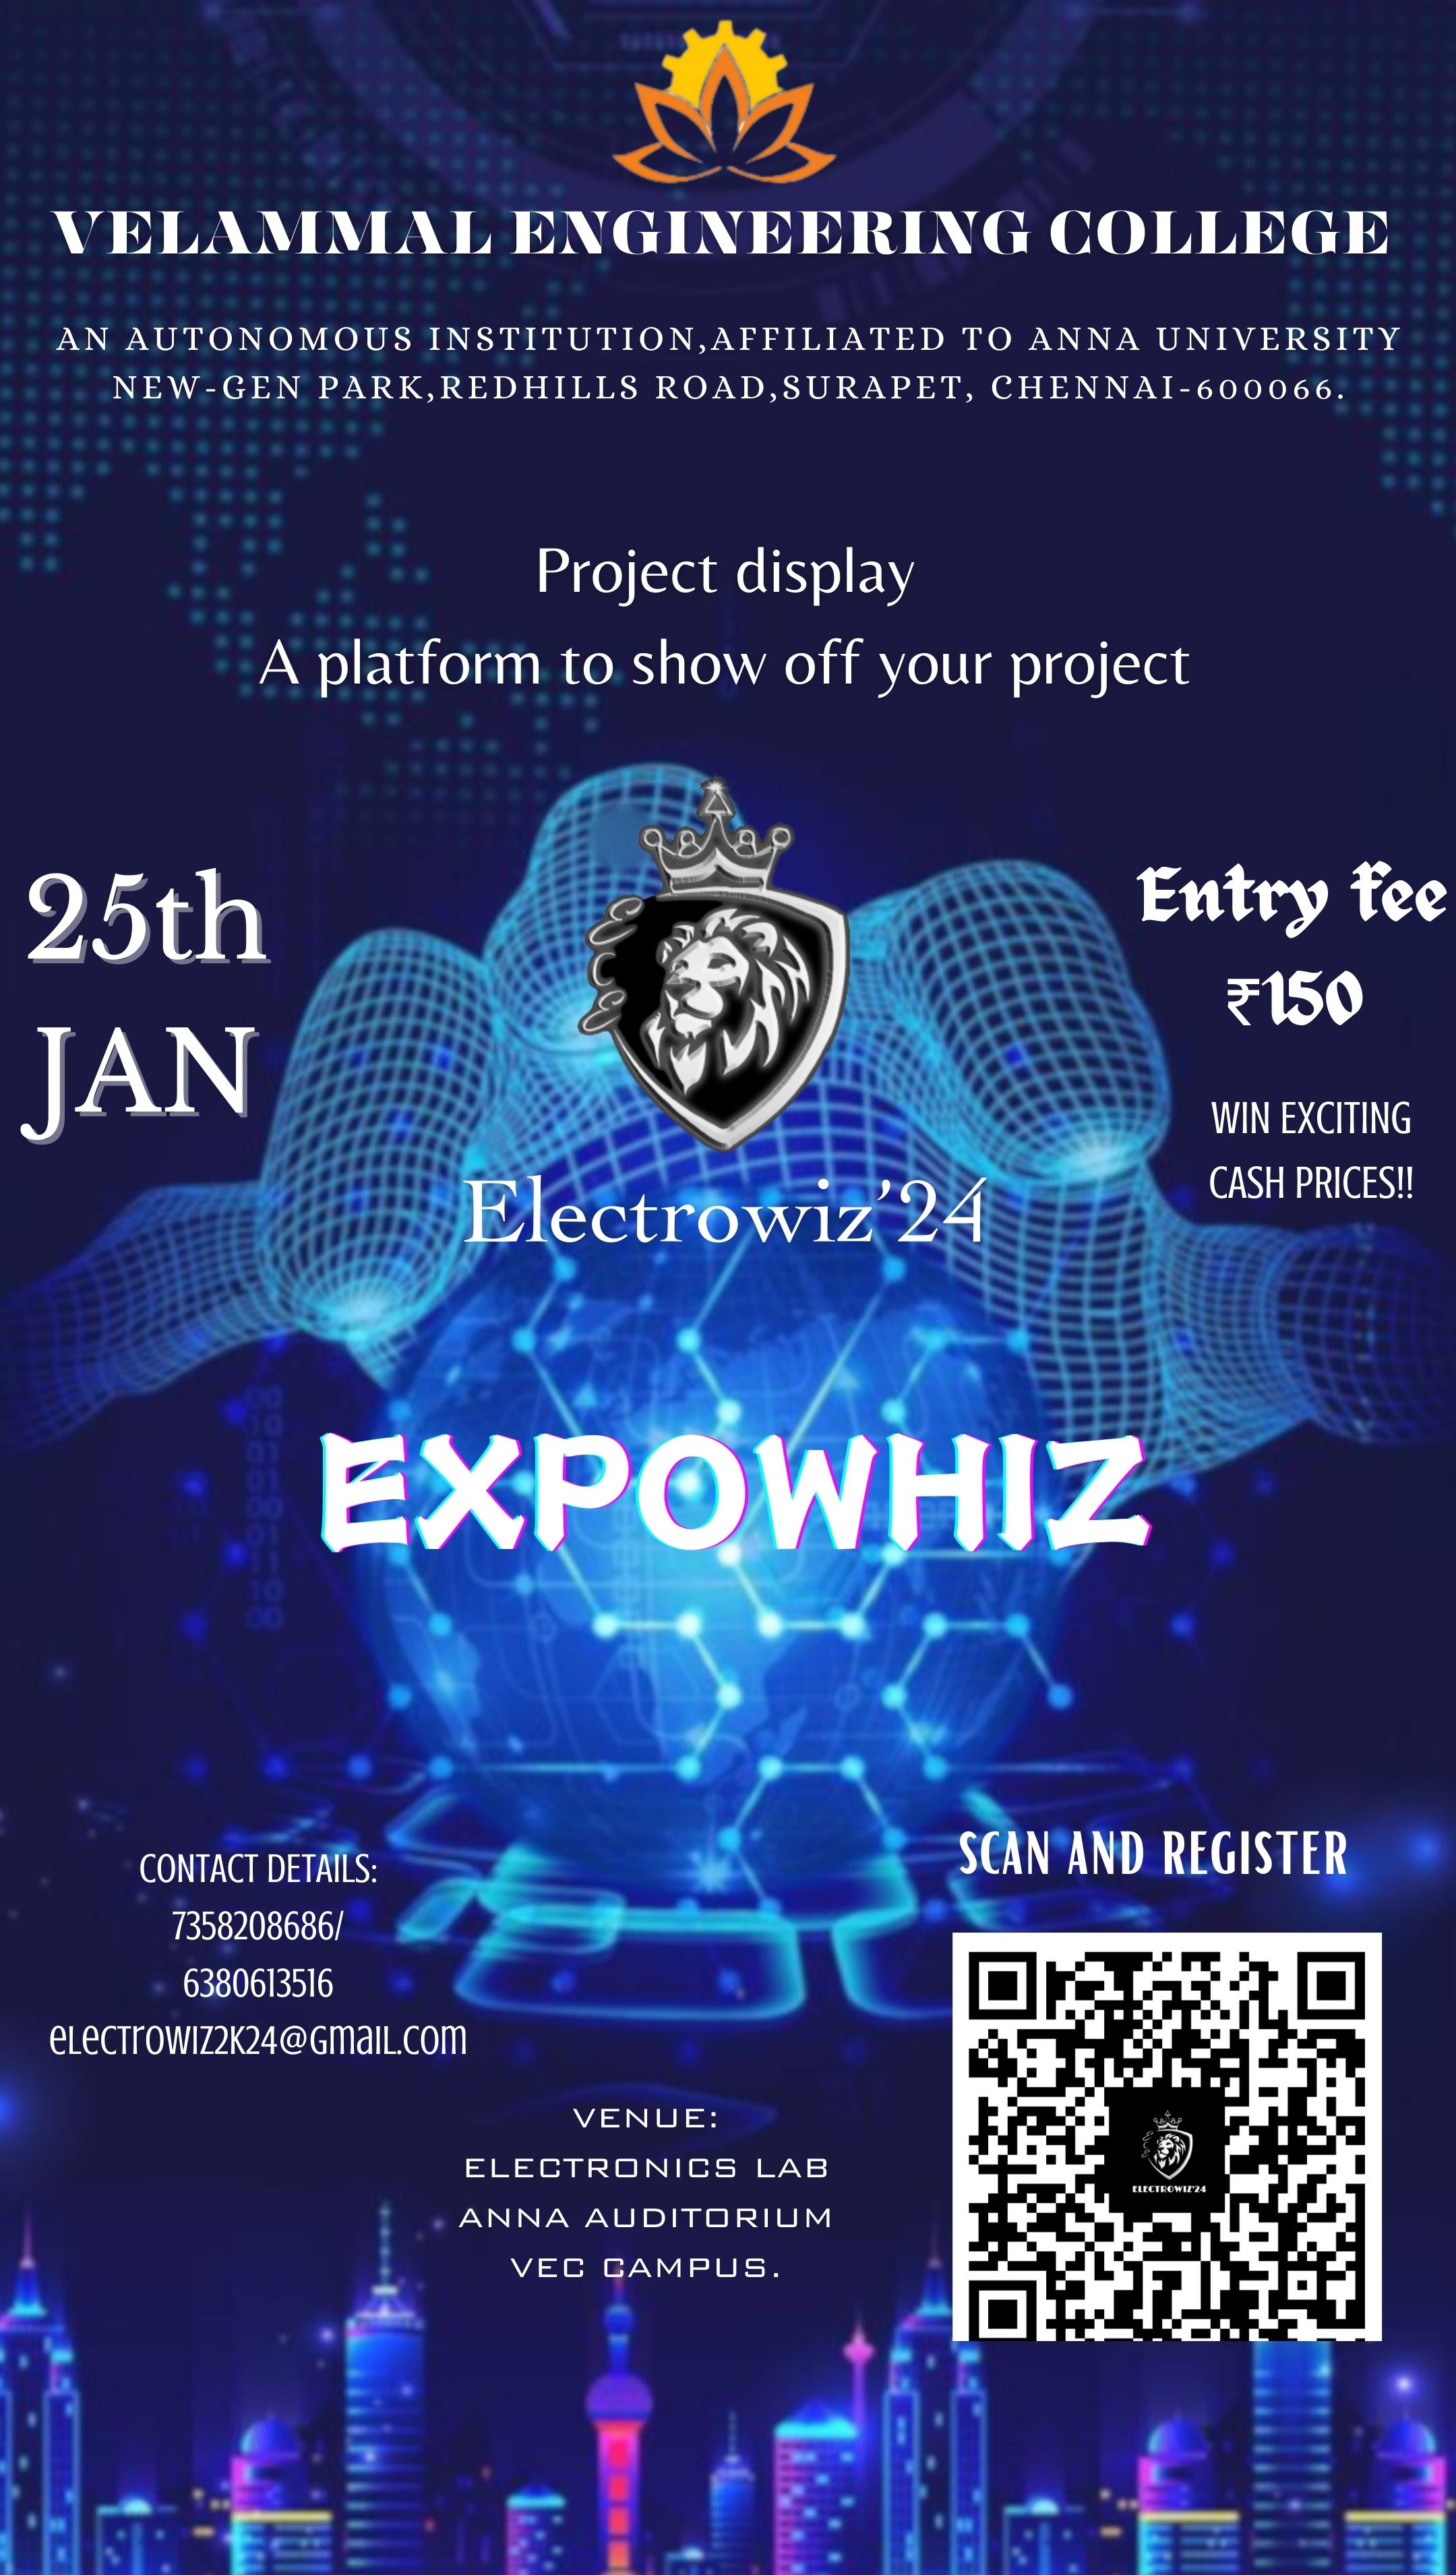 VELAMMAL ENGINEERING COLLEGE
AN AUTONOMOUS INSTITUTION,AFFILIATED TO ANNA UNIVERSITY
NEW-GEN PARK,REDHILLS ROAD,SURAPET, CHENNAI-600066.
Project display
A platform to show off your project
25th
JAN
Entry fee
₹150
WIN EXCITING
CASH PRICES!!
Electrowiz'24
EXPOWHIZ
CONTACT DETAILS:
7358208686/
6380613516
electrowiz2k24@gmail.com
SCAN AND REGISTER
ELECTROWIZ'24
VENUE:
ELECTRONICS LAB
ANNA AUDITORIUM
VEC CAMPUS.